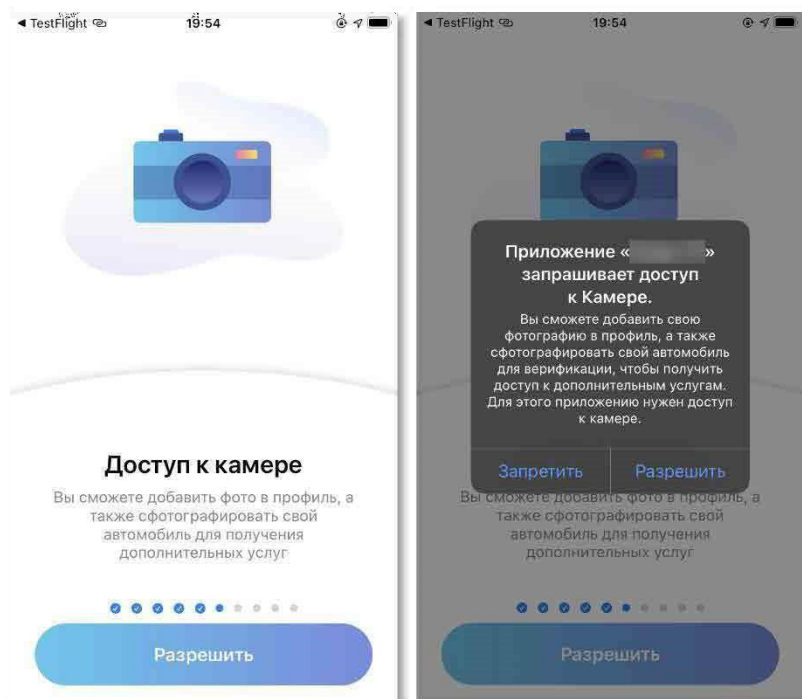 TestFlight
19:54
Доступ к камере
Вы сможете добавить фото в профиль, а
также сфотографировать свой
автомобиль для получения
дополнительных услуг
Разрешить
TestFlight
19:54
Приложение « »
запрашивает доступ
к Камере.
Вы сможете добавить свою
фотографию в профиль, а также
сфотографировать свой автомобиль
для верификации, чтобы получить
доступ к дополнительным услугам.
Для этого приложению нужен доступ
к камере.
Запретить Разрешить
Вы сможете добавить фото в профиль, а
также сфотографировать свой
автомобиль для получения
дополнительных услуг
Разрешить